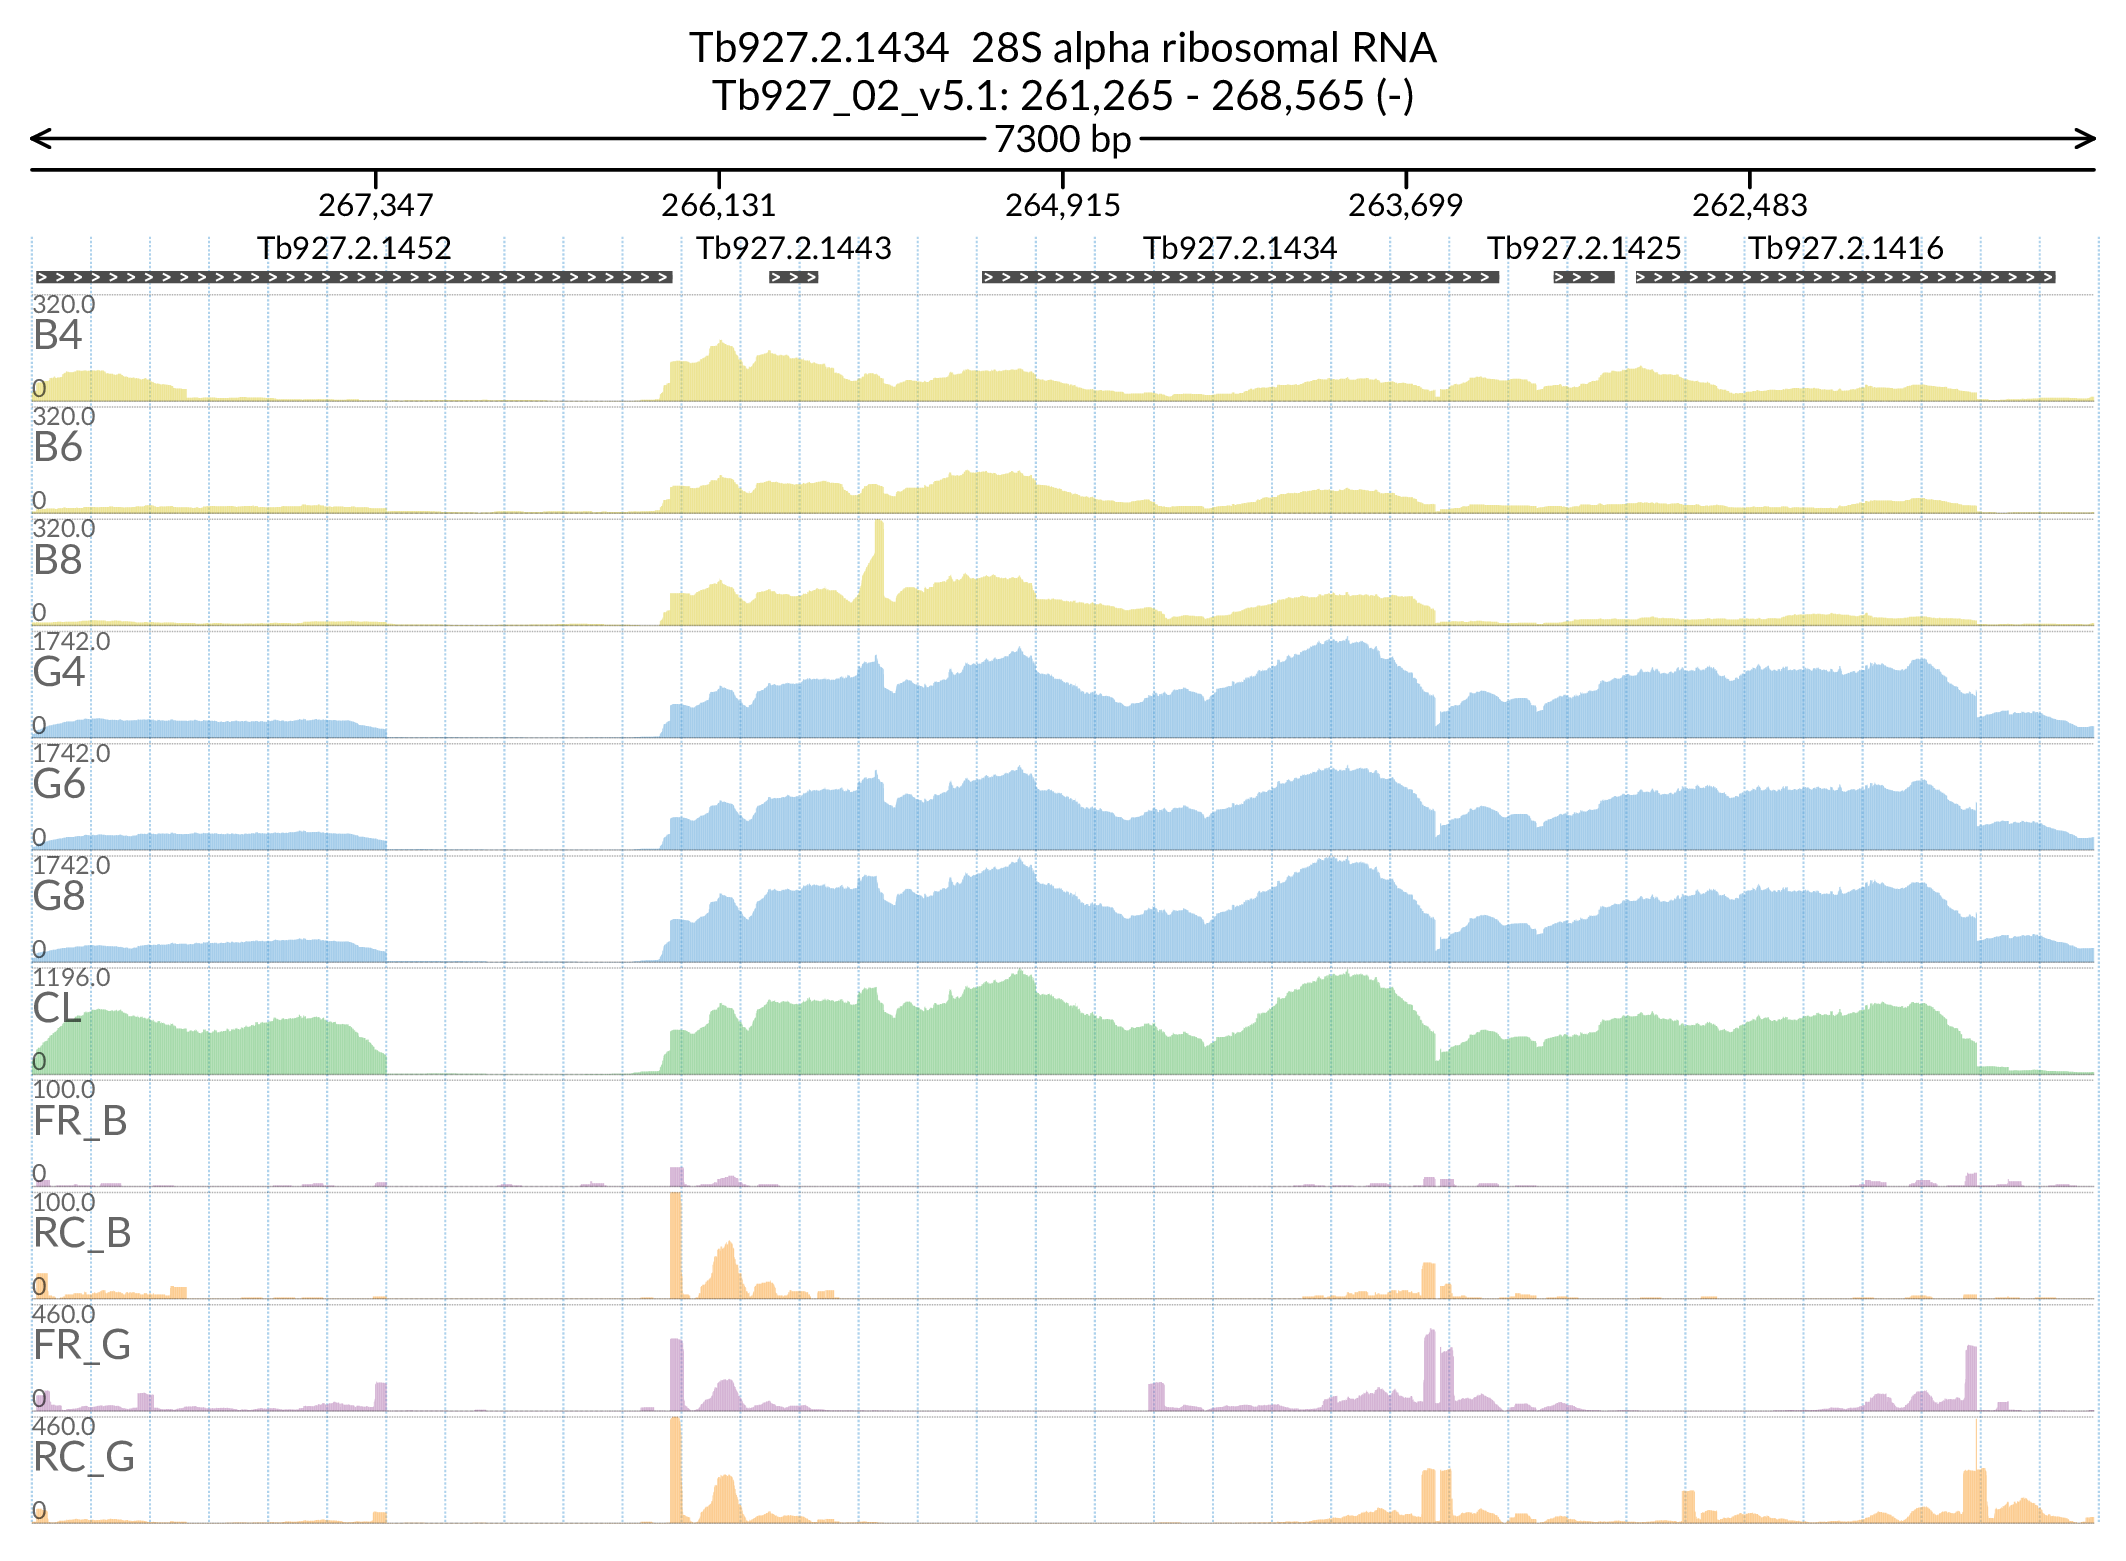 Tb927.2.1434  28S alpha ribosomal RNA
Tb927_02_v5.1: 261,265 - 268,565 (-)
7300 bp
267,347 266,131 264,915 263,699 262,483
Tb927.2.1452 Tb927.2.1443 Tb927.2.1434 Tb927.2.1425 Tb927.2.1416
320.0
B4
0
320.0
B6
0
320.0
B8
0
1742.0
G4
0
1742.0
G6
0
1742.0
G8
0
1196.0
CL
0
100.0
FR_B
0
100.0
RC_B
0
460.0
FR_G
0
460.0
RC_G
0